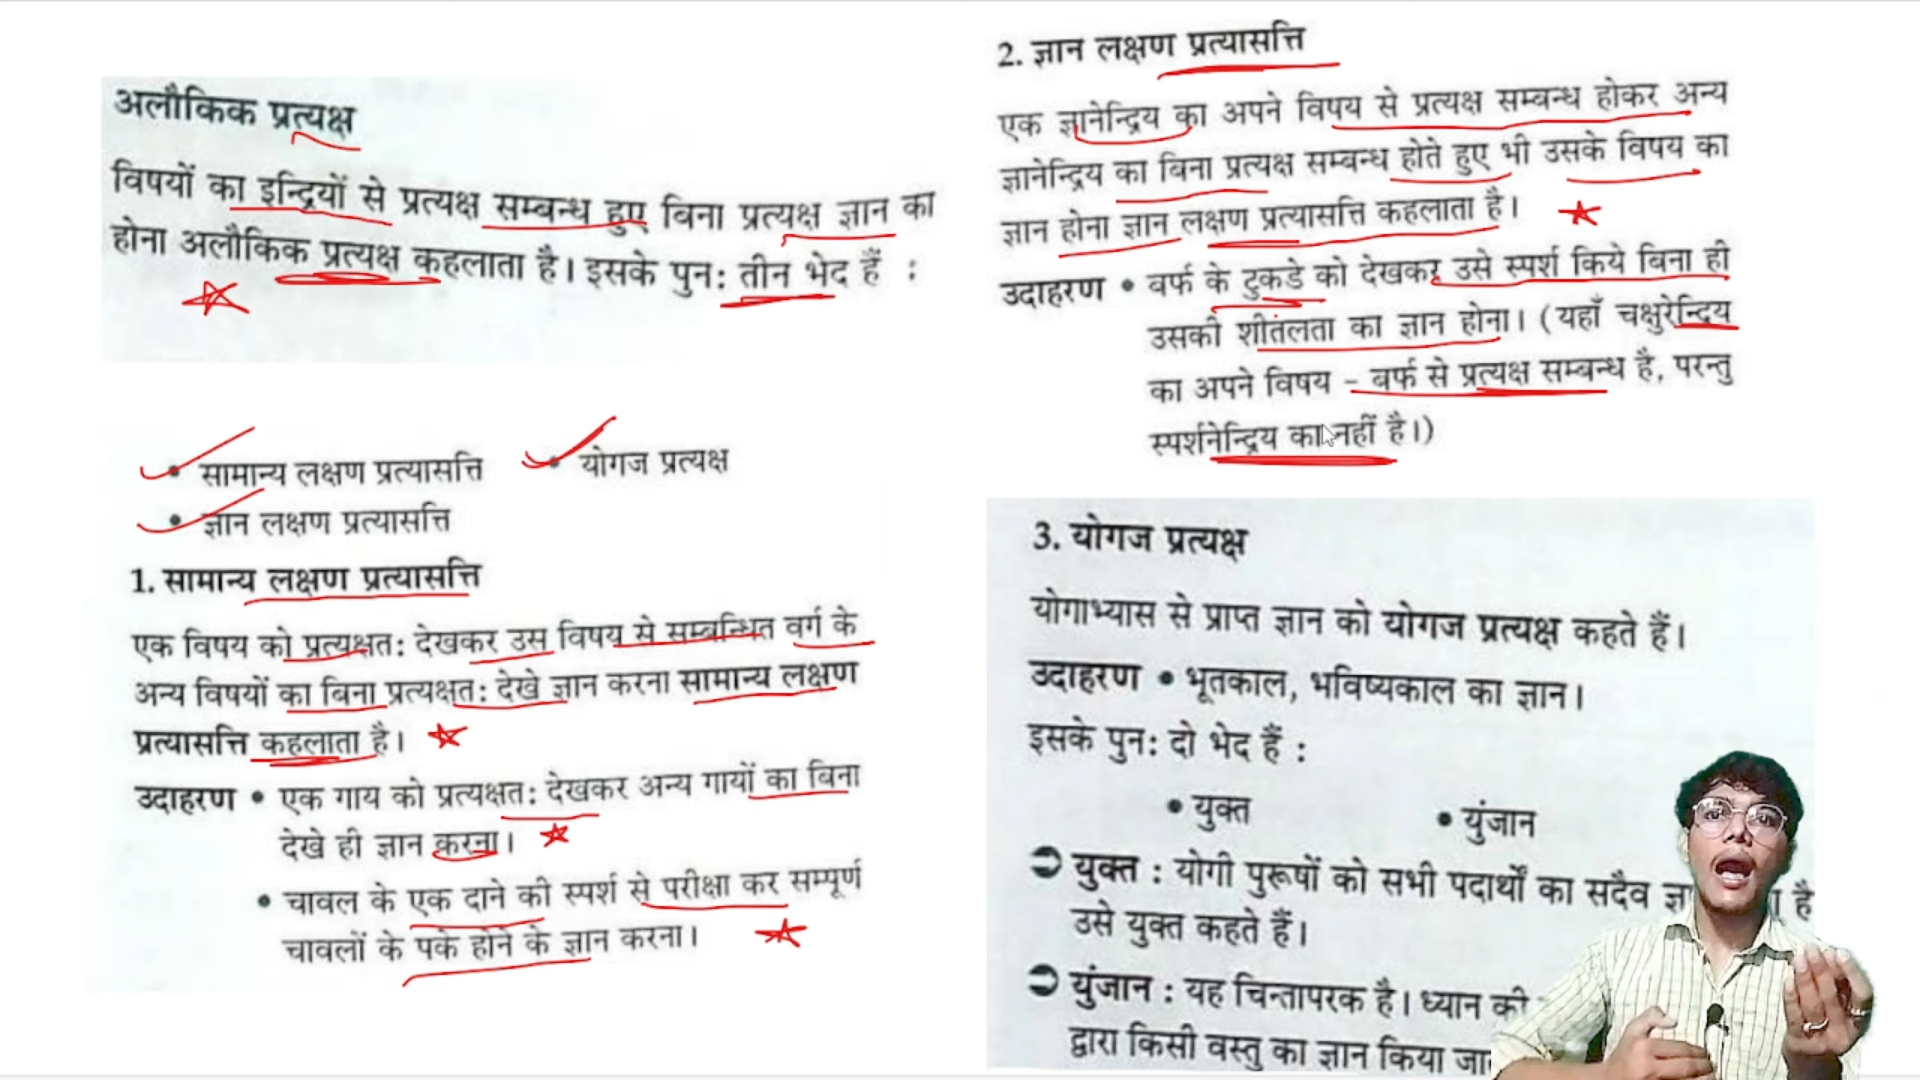 अलौकिक प्रत्यक्ष
विषयों का इन्द्रियों से प्रत्यक्ष सम्बन्ध हुए बिना प्रत्यक्ष ज्ञान का
होना अलौकिक प्रत्यक्ष कहलाता है। इसके पुन: तीन भेद हैं :
• सामान्य लक्षण प्रत्यासत्ति • योगज प्रत्यक्ष
• ज्ञान लक्षण प्रत्यासत्ति
1. सामान्य लक्षण प्रत्यासत्ति
एक विषय को प्रत्यक्षत: देखकर उस विषय से सम्बन्धित वर्ग के
अन्य विषयों का बिना प्रत्यक्षत: देखे ज्ञान करना सामान्य लक्षण
प्रत्यासत्ति कहलाता है।
उदाहरण • एक गाय को प्रत्यक्षत: देखकर अन्य गायों का बिना
देखे ही ज्ञान करना।
• चावल के एक दाने की स्पर्श से परीक्षा कर सम्पूर्ण
चावलों के पके होने के ज्ञान करना।
2. ज्ञान लक्षण प्रत्यासत्ति
एक ज्ञानेन्द्रिय का अपने विषय से प्रत्यक्ष सम्बन्ध होकर अन्य
ज्ञानेन्द्रिय का बिना प्रत्यक्ष सम्बन्ध होते हुए भी उसके विषय का
ज्ञान होना ज्ञान लक्षण प्रत्यासत्ति कहलाता है।
उदाहरण • बर्फ के टुकडे को देखकर उसे स्पर्श किये बिना ही
उसकी शीतलता का ज्ञान होना। (यहाँ चक्षुरेन्द्रिय
का अपने विषय - बर्फ से प्रत्यक्ष सम्बन्ध है, परन्तु
स्पर्शनेन्द्रिय का नहीं है।)
3. योगज प्रत्यक्ष
योगाभ्यास से प्राप्त ज्ञान को योगज प्रत्यक्ष कहते हैं।
उदाहरण • भूतकाल, भविष्यकाल का ज्ञान।
इसके पुन: दो भेद हैं :
• युक्त • युंजान
युक्त : योगी पुरूषों को सभी पदार्थों का सदैव है
उसे युक्त कहते हैं।
युंजान : यह चिन्तापरक है। ध्यान की
द्वारा किसी वस्तु का ज्ञान किया